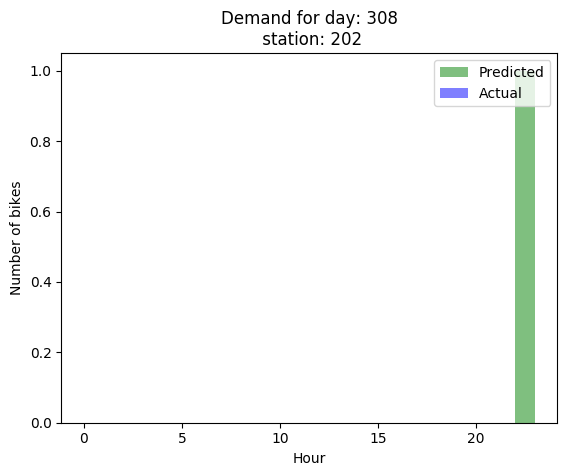 Demand for day: 308
station: 202
Predicted
Actual
1.0
0.8
0.6
0.4
0.2
0.0
Number of bikes
0
5
10
15
20
Hour